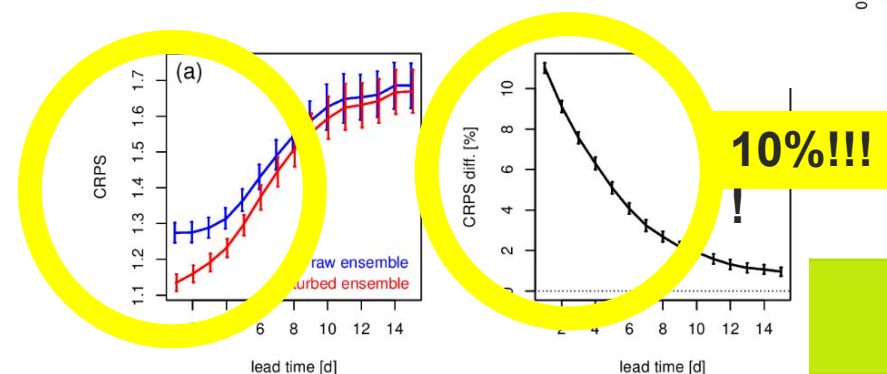 0
(a)
CRPS
1.7
1.6
1.5
1.4
1.3
1.2
1.1
raw ensemble
turbed ensemble
6 8 10 12 14
lead time [d]
CRPS diff. [%]
10
8
6
4
2
0
2 4 6 8 10 12 14
lead time [d]
10%!!!
!